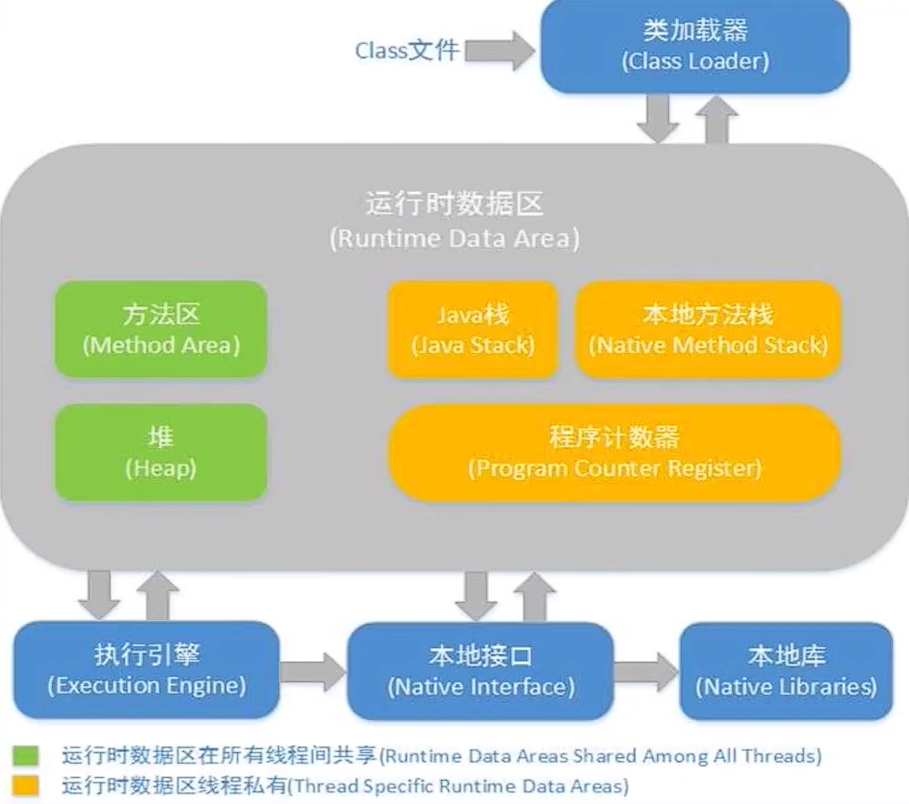 Class文件
类加载器
(Class Loader)
运行时数据区
(Runtime Data Area)
方法区
(Method Area)
Java栈
(Java Stack)
本地方法栈
(Native Method Stack)
堆
(Heap)
程序计数器
(Program Counter Register)
执行引擎
(Execution Engine)
本地接口
(Native Interface)
本地库
(Native Libraries)
运行时数据区在所有线程间共享(Runtime Data Areas Shared Among All Threads)
运行时数据区线程私有(Thread Specific Runtime Data Areas)